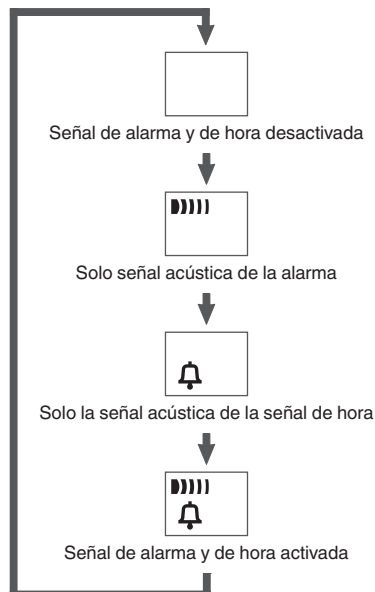 Señal de alarma y de hora desactivada
Solo señal acústica de la alarma
Solo la señal acústica de la señal de hora
Señal de alarma y de hora activada